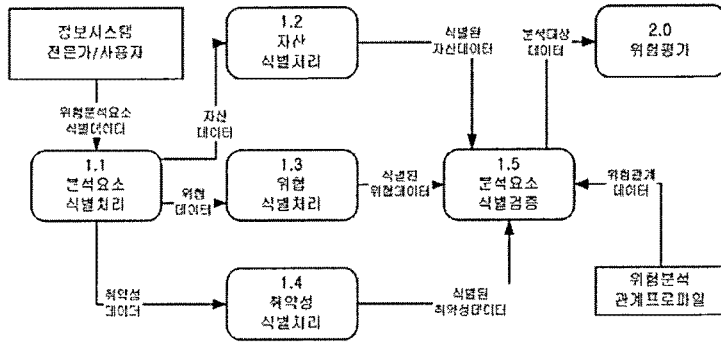 정보시스템
전문가/사용자
위험분석요소
식별데이터
1.1
분석요소
식별처리
자산
데이터
1.2
자산
식별처리
식별된
자산데이터
분석대상
데이터
2.0
위험평가
위협
데이터
1.3
위협
식별처리
식별된
위협데이터
1.5
분석요소
식별검증
위험관계
데이터
취약성
데이터
1.4
취약성
식별처리
식별된
취약성데이터
위험분석
관계프로파일